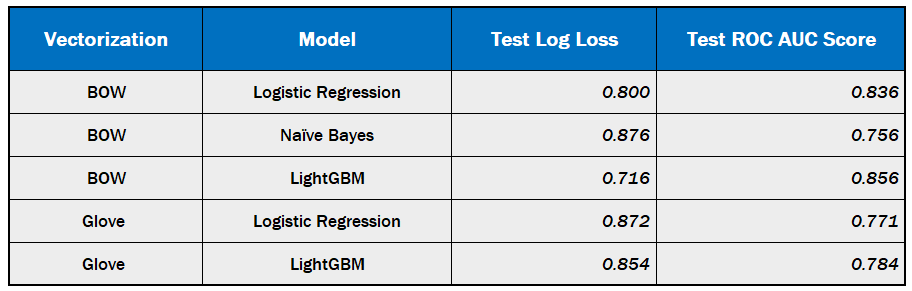 Vectorization Model Test Log Loss Test ROC AUC Score
BOW Logistic Regression 0.800 0.836
BOW Naïve Bayes 0.876 0.756
BOW LightGBM 0.716 0.856
Glove Logistic Regression 0.872 0.771
Glove LightGBM 0.854 0.784